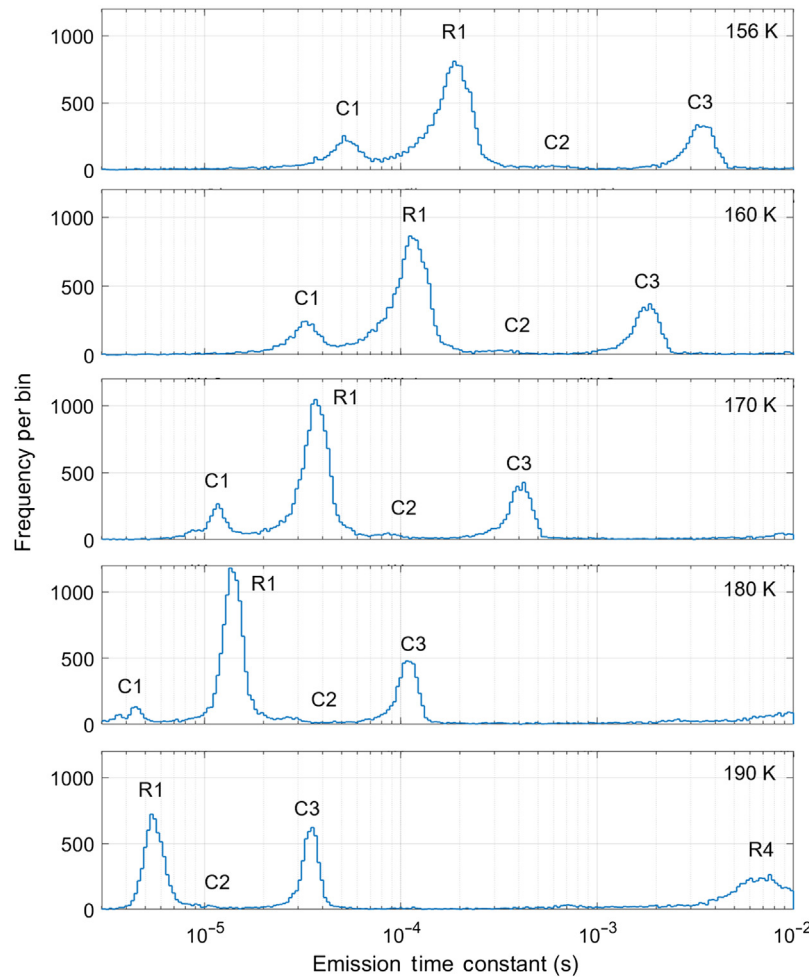 1000
500
0
C1
R1
C2
C3
156 K
1000
500
0
C1
R1
C2
C3
160 K
1000
500
0
C1
R1
C2
C3
170 K
1000
500
0
C1
R1
C2
C3
180 K
1000
500
0
R1
C2
C3
R4
190 K
Frequency per bin
10⁻⁵ 10⁻⁴ 10⁻³ 10⁻²
Emission time constant (s)